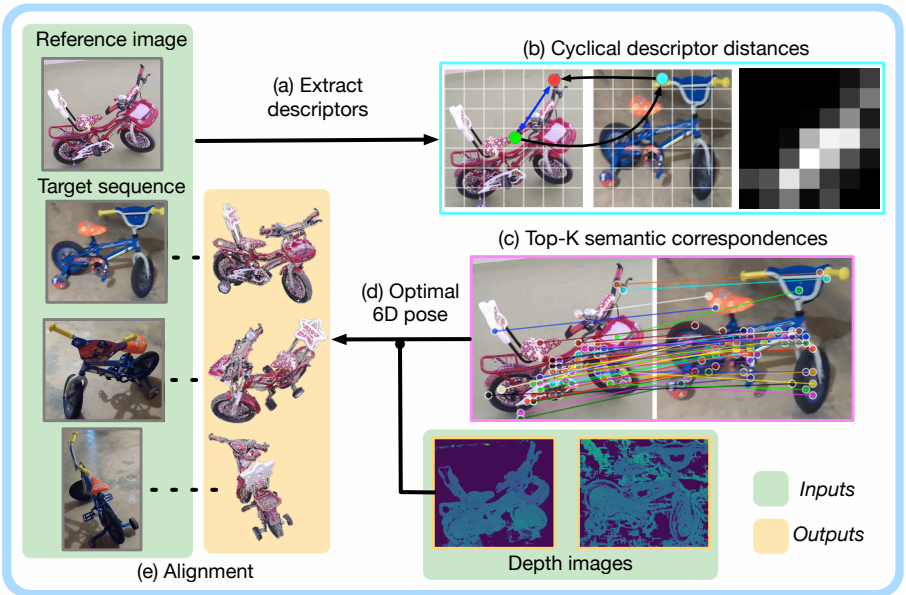 Reference image
(a) Extract
descriptors
(b) Cyclical descriptor distances
Target sequence
(c) Top-K semantic correspondences
(d) Optimal
6D pose
Depth images
Inputs
Outputs
(e) Alignment